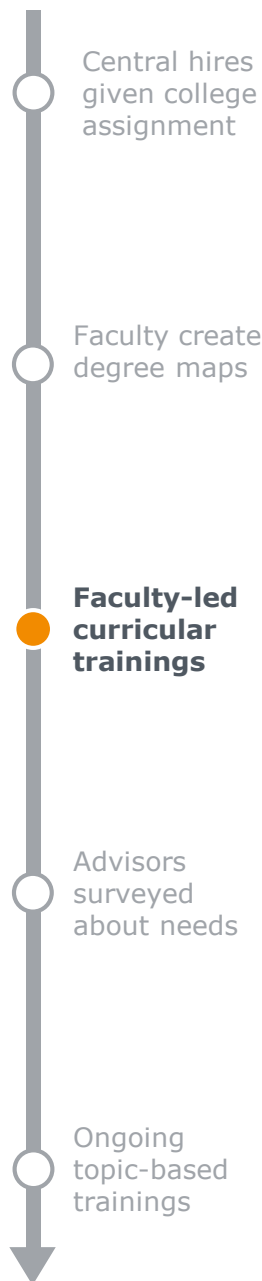 Central hires
given college
assignment
Faculty create
degree maps
Faculty-led
curricular
trainings
Advisors
surveyed
about needs
Ongoing
topic-based
trainings